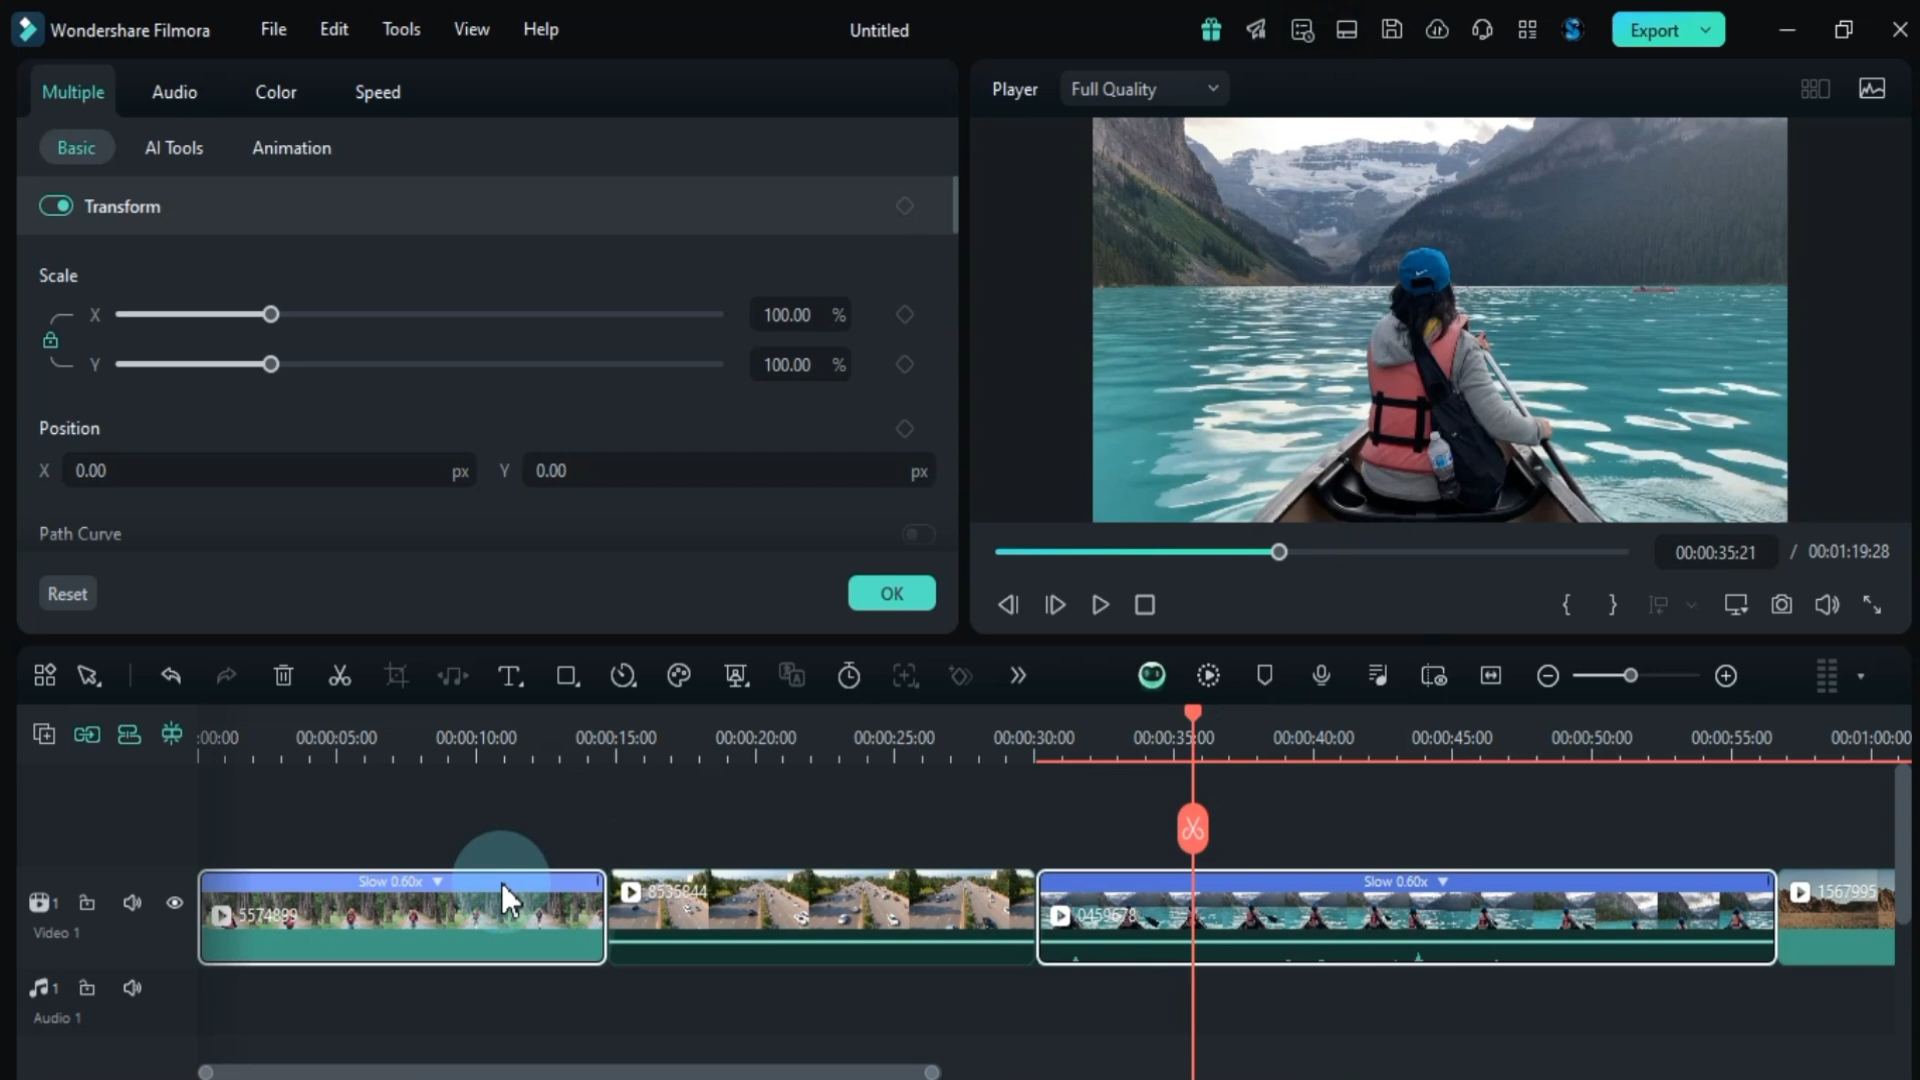 Wondershare Filmora File Edit Tools View Help Untitled Export
Multiple Audio Color Speed
Basic AI Tools Animation
Transform
Scale
X 100.00 %
Y 100.00 %
Position
X 0.00 px Y 0.00 px
Path Curve
Reset OK
Player Full Quality
00:00:35:21 / 00:01:19:28
:00:00 00:00:05:00 00:00:10:00 00:00:15:00 00:00:20:00 00:00:25:00 00:00:30:00 00:00:35:00 00:00:40:00 00:00:45:00 00:00:50:00 00:00:55:00 00:01:00:00
Slow 0.60x Slow 0.60x
5574899 8535844 0459678 1567995
1
Video 1
1
Audio 1